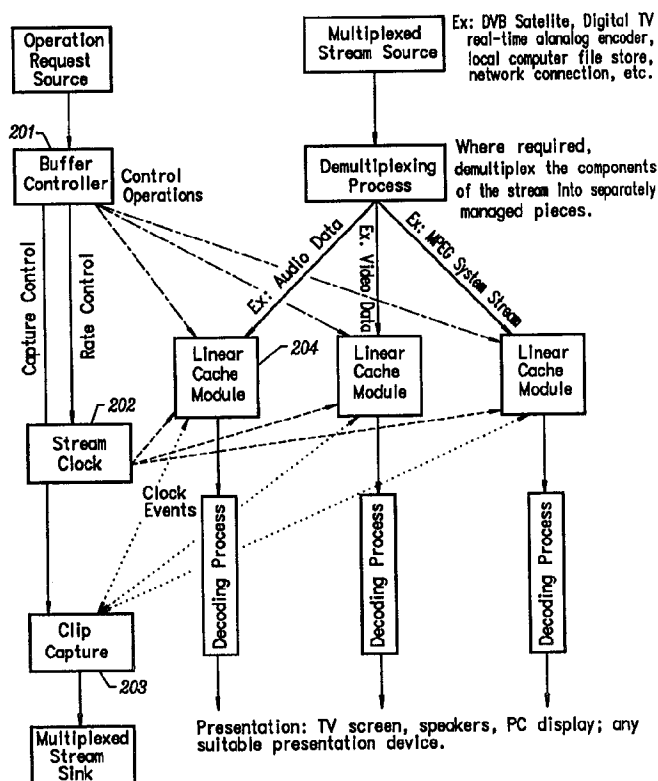 Operation
Request
Source
Multiplexed
Stream Source
Ex: DVB Satelite, Digital TV
real-time alanalog encoder,
local computer file store,
network connection, etc.
201
Buffer
Controller
Control
Operations
Demultiplexing
Process
Where required,
demultiplex the components
of the stream into separately
managed pieces.
Capture Control
Rate Control
Ex: Audio Data
Ex. Video Data
Ex: MPEG System Stream
Linear
Cache
Module
204
Linear
Cache
Module
Linear
Cache
Module
202
Stream
Clock
Clock
Events
Decoding Process
Decoding Process
Decoding Process
Clip
Capture
203
Multiplexed
Stream
Sink
Presentation: TV screen, speakers, PC display; any
suitable presentation device.